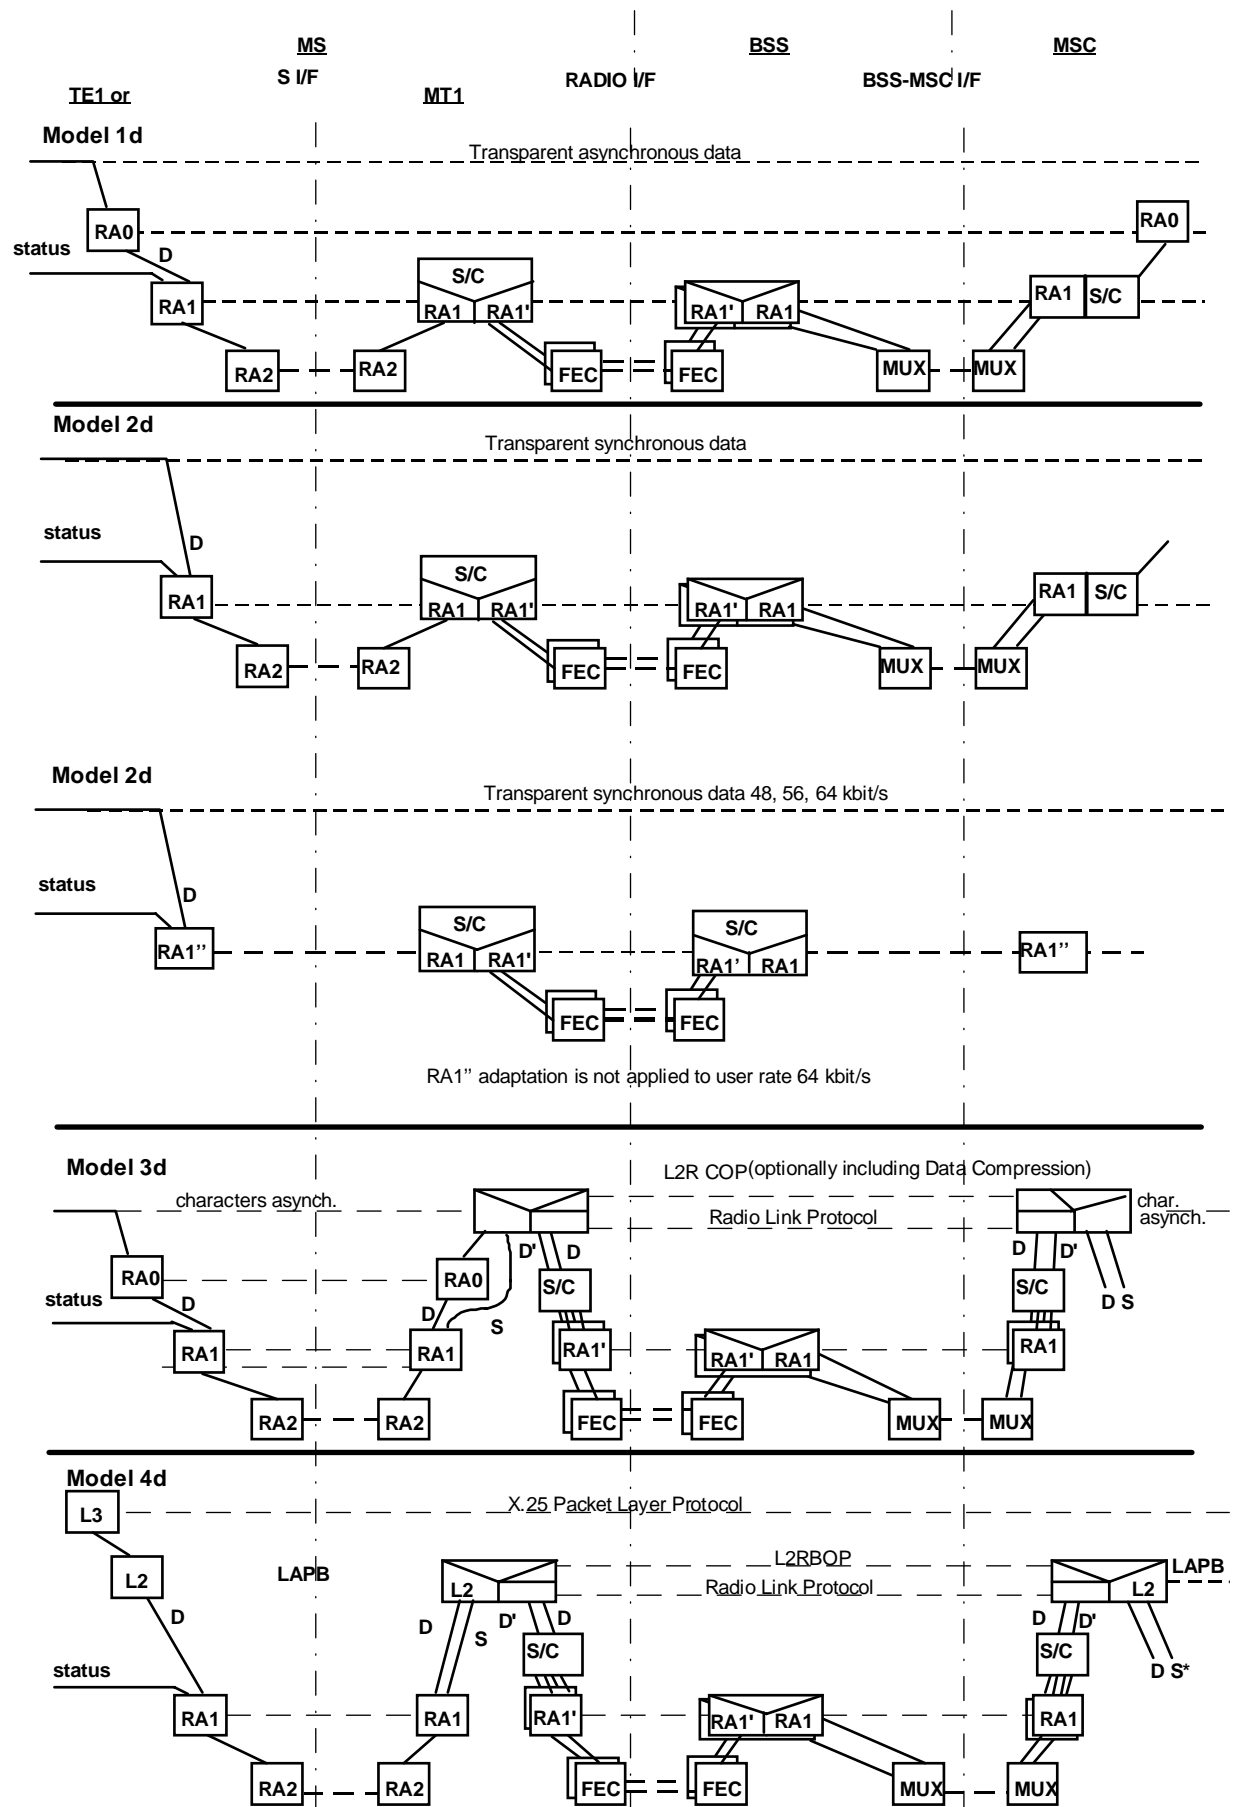 MS
BSS
MSC
S I/F
RADIO I/F
BSS-MSC I/F
TE1 or
MT1
Model 1d
Transparent asynchronous data
RA0
RA0
status
D
S/C
RA1
RA1
RA1'
RA1'
RA1
RA1
S/C
RA2
RA2
FEC
FEC
MUX
MUX
Model 2d
Transparent synchronous data
status
D
S/C
RA1
RA1
RA1'
RA1'
RA1
RA1
S/C
RA2
RA2
FEC
FEC
MUX
MUX
Model 2d
Transparent synchronous data 48, 56, 64 kbit/s
status
D
S/C
S/C
RA1’’
RA1
RA1'
RA1’
RA1
RA1’’
FEC
FEC
RA1’’ adaptation is not applied to user rate 64 kbit/s
Model 3d
L2R COP(optionally including Data Compression)
characters asynch.
char.
asynch.
Radio Link Protocol
D'
D
D
D'
RA0
RA0
S/C
S/C
status
D
D
S
D S
RA1
RA1
RA1'
RA1'
RA1
RA1
RA2
RA2
FEC
FEC
MUX
MUX
Model 4d
L3
X.25 Packet Layer Protocol
L2RBOP
L2
LAPB
L2
Radio Link Protocol
L2
LAPB
D
D
S
D'
D
D
D'
S/C
S/C
status
D S*
RA1
RA1
RA1'
RA1'
RA1
RA1
RA2
RA2
FEC
FEC
MUX
MUX